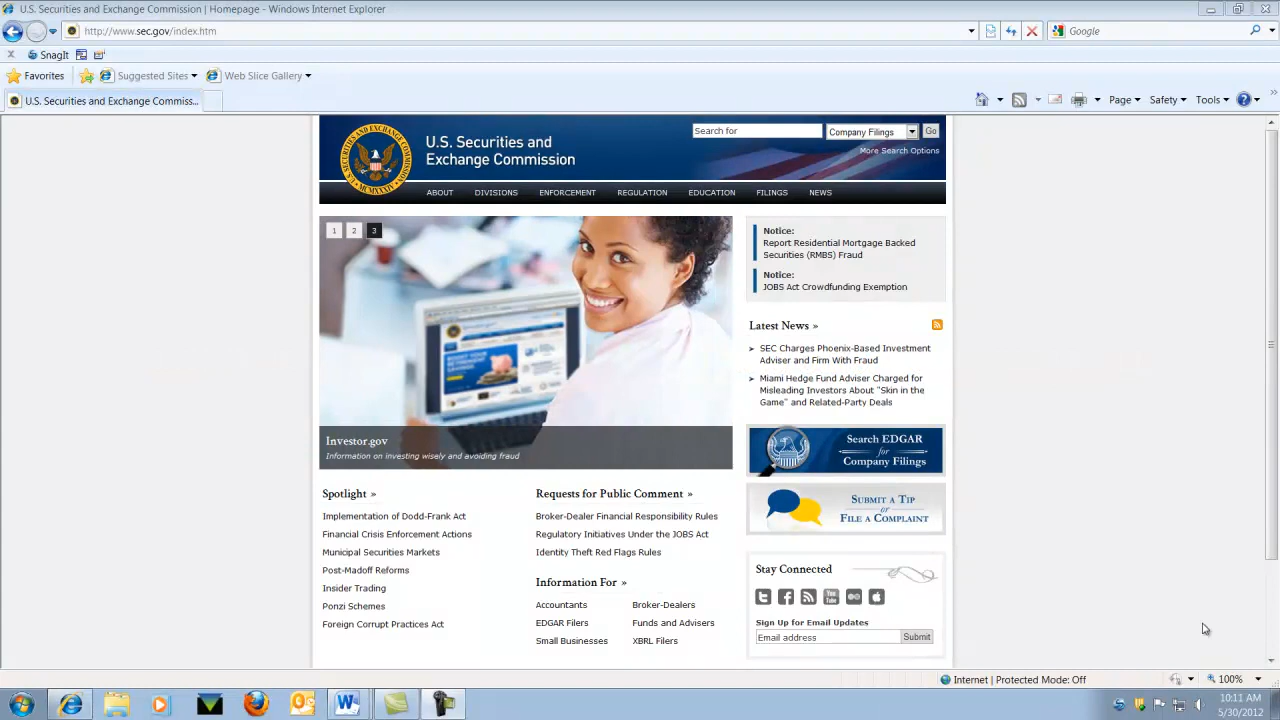 U.S. Securities and Exchange Commission | Homepage - Windows Internet Explorer
http://www.sec.gov/index.htm
Google
SnagIt
Favorites
Suggested Sites
Web Slice Gallery
U.S. Securities and Exchange Commiss...
Page
Safety
Tools
U.S. Securities and
Exchange Commission
Search for
Company Filings
Go
More Search Options
MCMXXXIV
ABOUT
DIVISIONS
ENFORCEMENT
REGULATION
EDUCATION
FILINGS
NEWS
1 2 3
Investor.gov
Information on investing wisely and avoiding fraud
Notice:
Report Residential Mortgage Backed
Securities (RMBS) Fraud
Notice:
JOBS Act Crowdfunding Exemption
Latest News »
SEC Charges Phoenix-Based Investment
Adviser and Firm With Fraud
Miami Hedge Fund Adviser Charged for
Misleading Investors About "Skin in the
Game" and Related-Party Deals
Search EDGAR
for
Company Filings
SUBMIT A TIP
or
FILE A COMPLAINT
Spotlight »
Implementation of Dodd-Frank Act
Financial Crisis Enforcement Actions
Municipal Securities Markets
Post-Madoff Reforms
Insider Trading
Ponzi Schemes
Foreign Corrupt Practices Act
Requests for Public Comment »
Broker-Dealer Financial Responsibility Rules
Regulatory Initiatives Under the JOBS Act
Identity Theft Red Flags Rules
Information For »
Accountants
Broker-Dealers
EDGAR Filers
Funds and Advisers
Small Businesses
XBRL Filers
Stay Connected
You Tube
Sign Up for Email Updates
Email address
Submit
Internet | Protected Mode: Off
100%
10:11 AM
5/30/2012